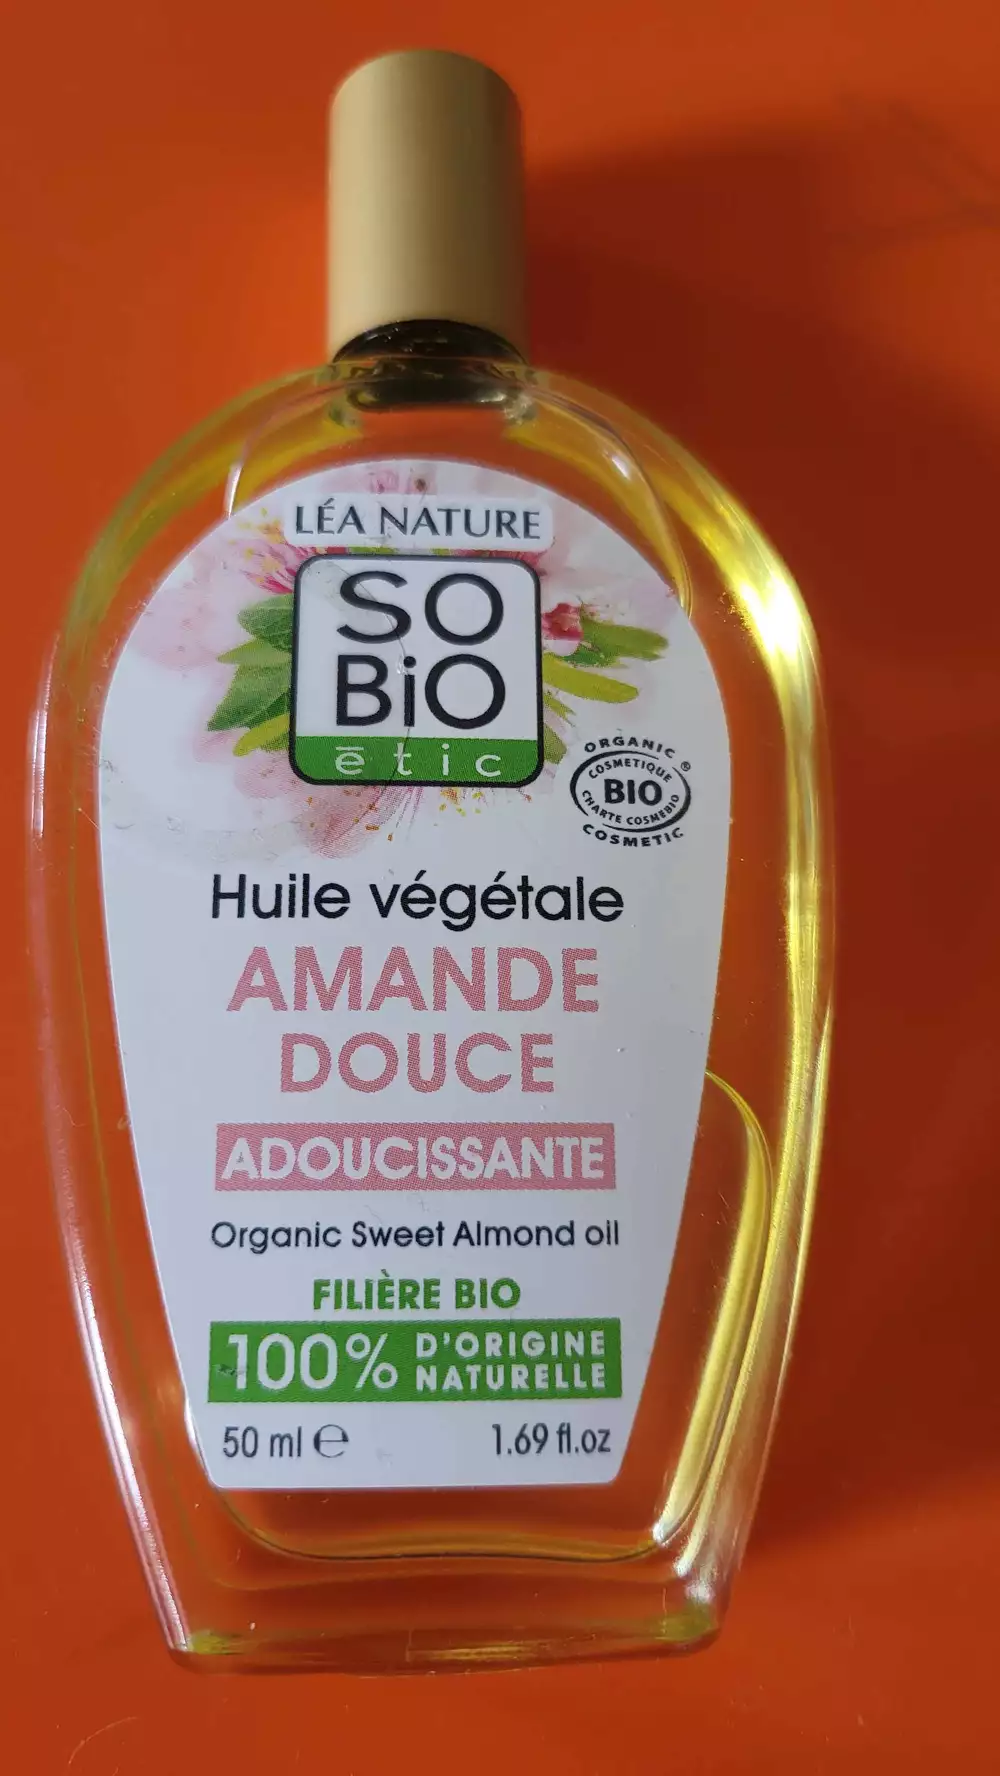 LÉA NATURE
SO
BiO
ētic
ORGANIC
COSMETIQUE ®
BIO
CHARTE COSMEBIO
COSMETIC
Huile végétale
AMANDE
DOUCE
ADOUCISSANTE
Organic Sweet Almond oil
FILIÈRE BIO
100% D'ORIGINE
NATURELLE
50 ml ℮ 1.69 fl.oz